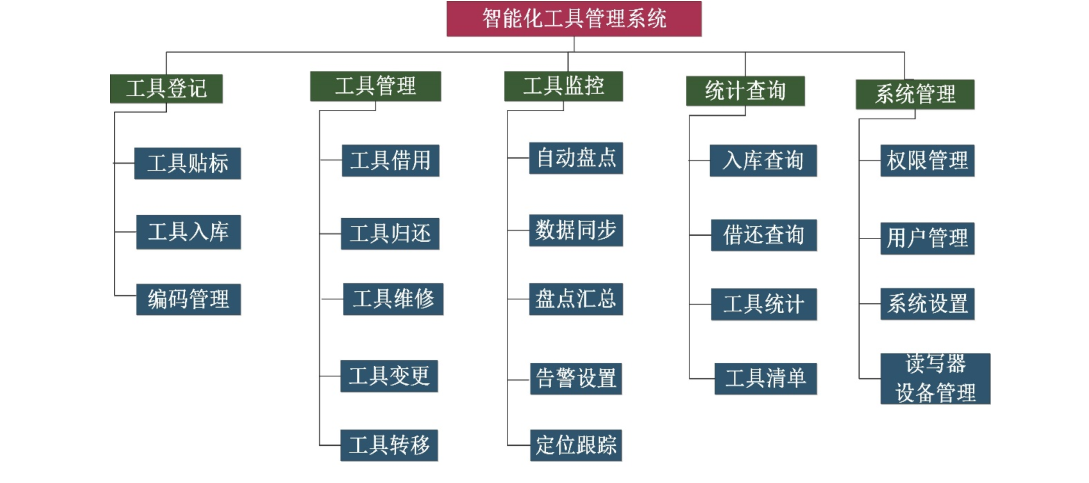 智能化工具管理系统
工具登记
工具贴标
工具入库
编码管理
工具管理
工具借用
工具归还
工具维修
工具变更
工具转移
工具监控
自动盘点
数据同步
盘点汇总
告警设置
定位跟踪
统计查询
入库查询
借还查询
工具统计
工具清单
系统管理
权限管理
用户管理
系统设置
读写器
设备管理